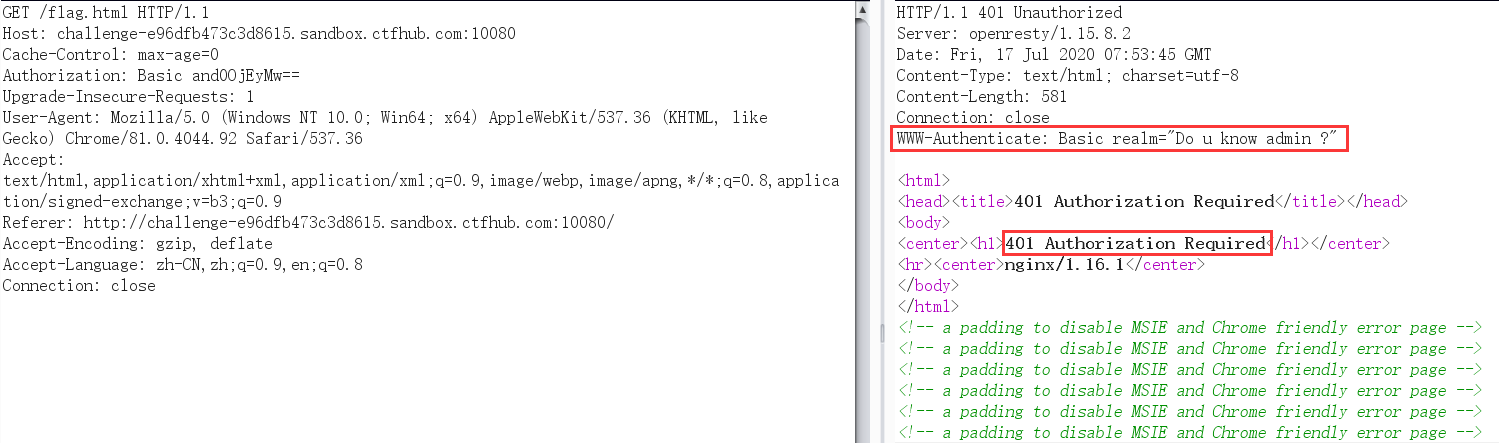 GET /flag.html HTTP/1.1
Host: challenge-e96dfb473c3d8615.sandbox.ctfhub.com:10080
Cache-Control: max-age=0
Authorization: Basic and0OjEyMw==
Upgrade-Insecure-Requests: 1
User-Agent: Mozilla/5.0 (Windows NT 10.0; Win64; x64) AppleWebKit/537.36 (KHTML, like
Gecko) Chrome/81.0.4044.92 Safari/537.36
Accept:
text/html,application/xhtml+xml,application/xml;q=0.9,image/webp,image/apng,*/*;q=0.8,applica
tion/signed-exchange;v=b3;q=0.9
Referer: http://challenge-e96dfb473c3d8615.sandbox.ctfhub.com:10080/
Accept-Encoding: gzip, deflate
Accept-Language: zh-CN,zh;q=0.9,en;q=0.8
Connection: close
HTTP/1.1 401 Unauthorized
Server: openresty/1.15.8.2
Date: Fri, 17 Jul 2020 07:53:45 GMT
Content-Type: text/html; charset=utf-8
Content-Length: 581
Connection: close
WWW-Authenticate: Basic realm="Do u know admin ?"
<html>
<head><title>401 Authorization Required</title></head>
<body>
<center><h1>401 Authorization Required</h1></center>
<hr><center>nginx/1.16.1</center>
</body>
</html>
<!-- a padding to disable MSIE and Chrome friendly error page -->
<!-- a padding to disable MSIE and Chrome friendly error page -->
<!-- a padding to disable MSIE and Chrome friendly error page -->
<!-- a padding to disable MSIE and Chrome friendly error page -->
<!-- a padding to disable MSIE and Chrome friendly error page -->
<!-- a padding to disable MSIE and Chrome friendly error page -->